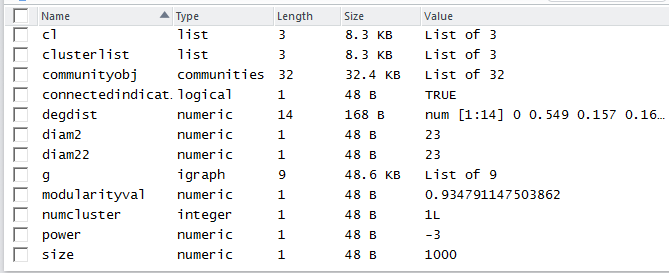 Name Type Length Size Value
cl list 3 8.3 KB List of 3
clusterlist list 3 8.3 KB List of 3
communityobj communities 32 32.4 KB List of 32
connectedindicat… logical 1 48 B TRUE
degdist numeric 14 168 B num [1:14] 0 0.549 0.157 0.16…
diam2 numeric 1 48 B 23
diam22 numeric 1 48 B 23
g igraph 9 48.6 KB List of 9
modularityval numeric 1 48 B 0.934791147503862
numcluster integer 1 48 B 1L
power numeric 1 48 B -3
size numeric 1 48 B 1000